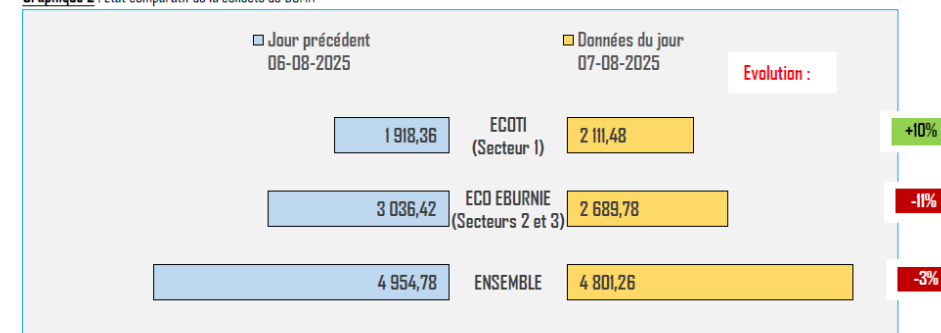 Jour précédent
06-08-2025
Données du jour
07-08-2025
Evolution :
1 918,36
ECOTI
(Secteur 1)
2 111,48
+10%
3 036,42
ECO EBURNIE
(Secteurs 2 et 3)
2 689,78
-11%
4 954,78
ENSEMBLE
4 801,26
-3%